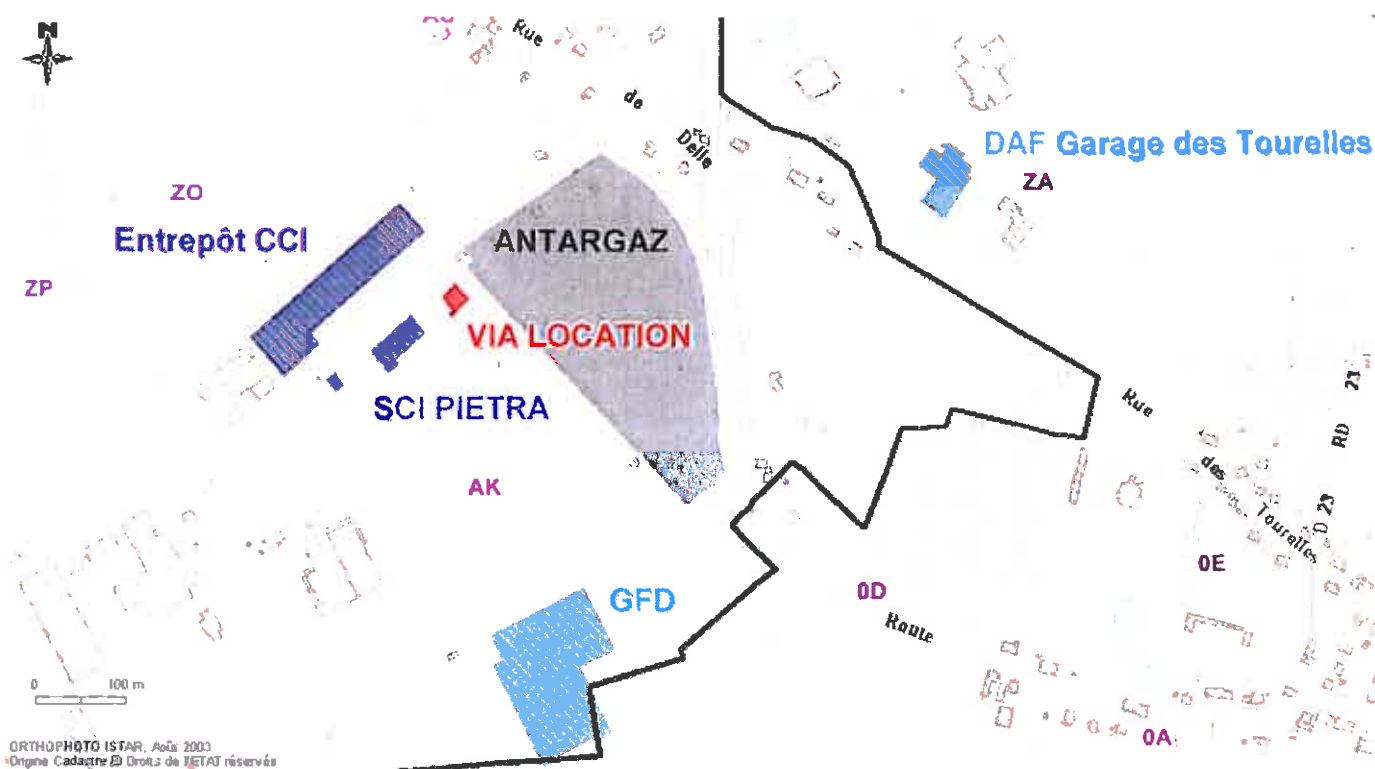 N
Rue
de
Delle
DAF Garage des Tourelles
ZO
ZA
Entrepôt CCI
ANTARGAZ
ZP
VIA LOCATION
SCI PIETRA
Rue
RD 23
des
AK
Tourelles
D 23
0E
GFD
0D
Route
0 100 m
0A
ORTHOPHOTO ISTAR, Août 2003
Origine Cadastre © Droits de l'ETAT réservés